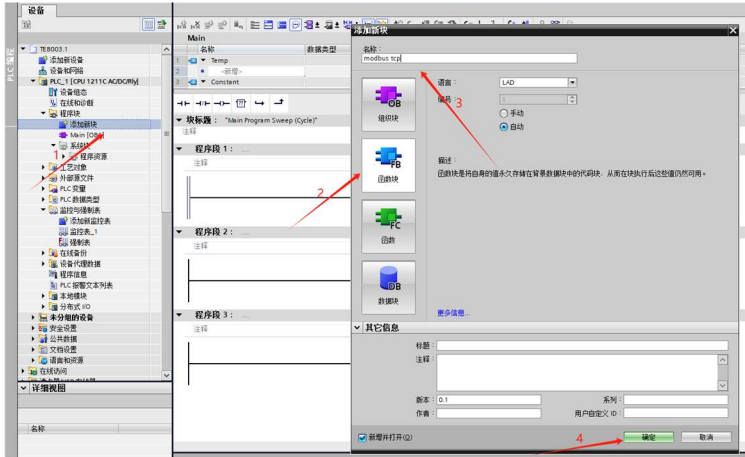 设备
PLC 编程
TEB003.1
添加新设备
设备和网络
PLC_1 [CPU 1211C AC/DC/Rly]
设备组态
在线和诊断
程序块
添加新块
Main [OB1]
系统块
程序资源
1
工艺对象
外部源文件
PLC 变量
PLC 数据类型
监控与强制表
添加新监控表
监控表_1
强制表
在线备份
设备代理数据
程序信息
PLC 报警文本列表
本地模块
分布式 I/O
未分组的设备
安全设置
公共数据
文档设置
语言和资源
在线访问
详细视图
名称
Main
名称
数据类型
1
Temp
2
<新增>
3
Constant
块标题： "Main Program Sweep (Cycle)"
注释
程序段 1：
注释
2
程序段 2：
注释
程序段 3：
注释
添加新块
名称：
modbus tcp
OB
组织块
FB
函数块
FC
函数
DB
数据块
语言：
LAD
编号：
3
手动
自动
描述：
函数块是将自身的值永久存储在背景数据块中的代码块，从而在块执行后这些值仍然可用。
更多信息...
其它信息
标题：
注释：
版本：
0.1
系列：
作者：
用户自定义 ID：
新增并打开(O)
4
确定
取消